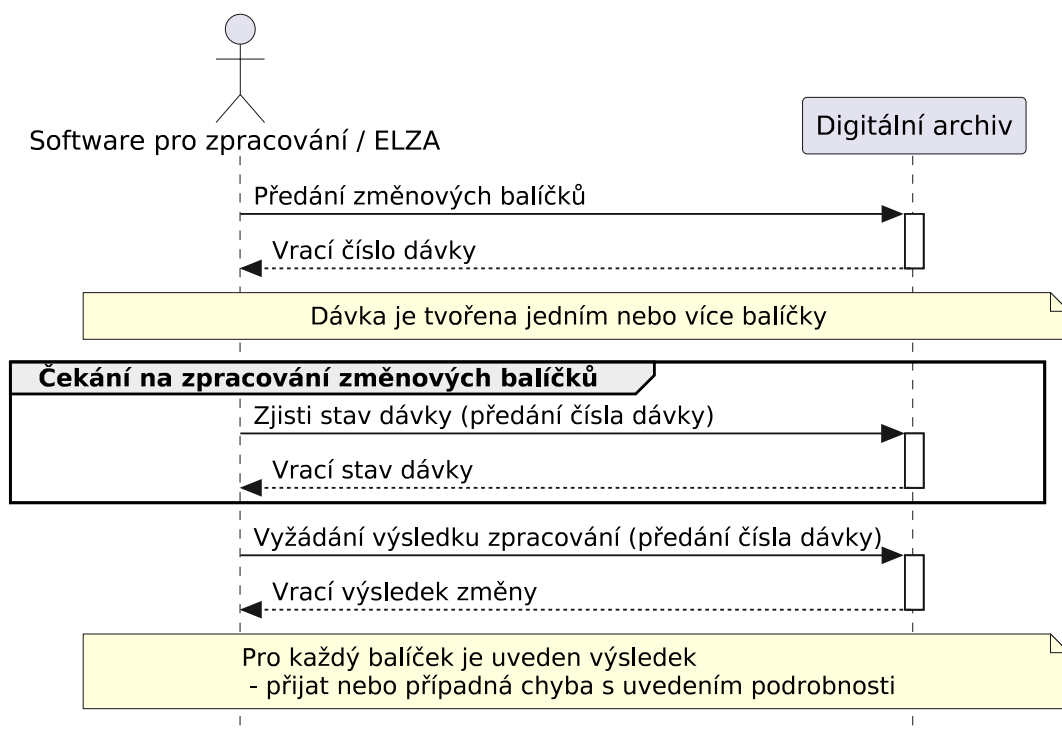 Software pro zpracování / ELZA
Digitální archiv
Předání změnových balíčků
Vrací číslo dávky
Dávka je tvořena jedním nebo více balíčky
Čekání na zpracování změnových balíčků
Zjisti stav dávky (předání čísla dávky)
Vrací stav dávky
Vyžádání výsledku zpracování (předání čísla dávky)
Vrací výsledek změny
Pro každý balíček je uveden výsledek
- přijat nebo případná chyba s uvedením podrobnosti